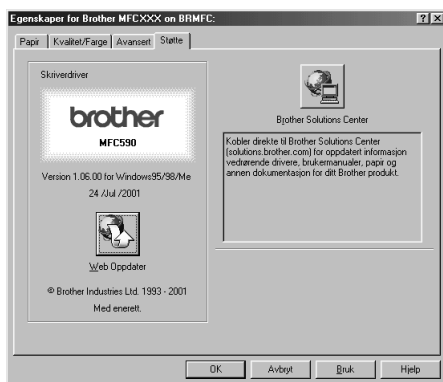 Egenskaper for Brother MFCXXX on BRMFC:
Papir Kvalitet/Farge Avansert Støtte
Skriverdriver
brother
MFC590
Version 1.06.00 for Windows95/98/Me
24 /Jul /2001
Web Oppdater
© Brother Industries Ltd. 1993 - 2001
Med enerett.
Brother Solutions Center
Kobler direkte til Brother Solutions Center
(solutions.brother.com) for oppdatert informasjon
vedrørende drivere, brukermanualer, papir og
annen dokumentasjon for ditt Brother produkt.
OK Avbryt Bruk Hjelp